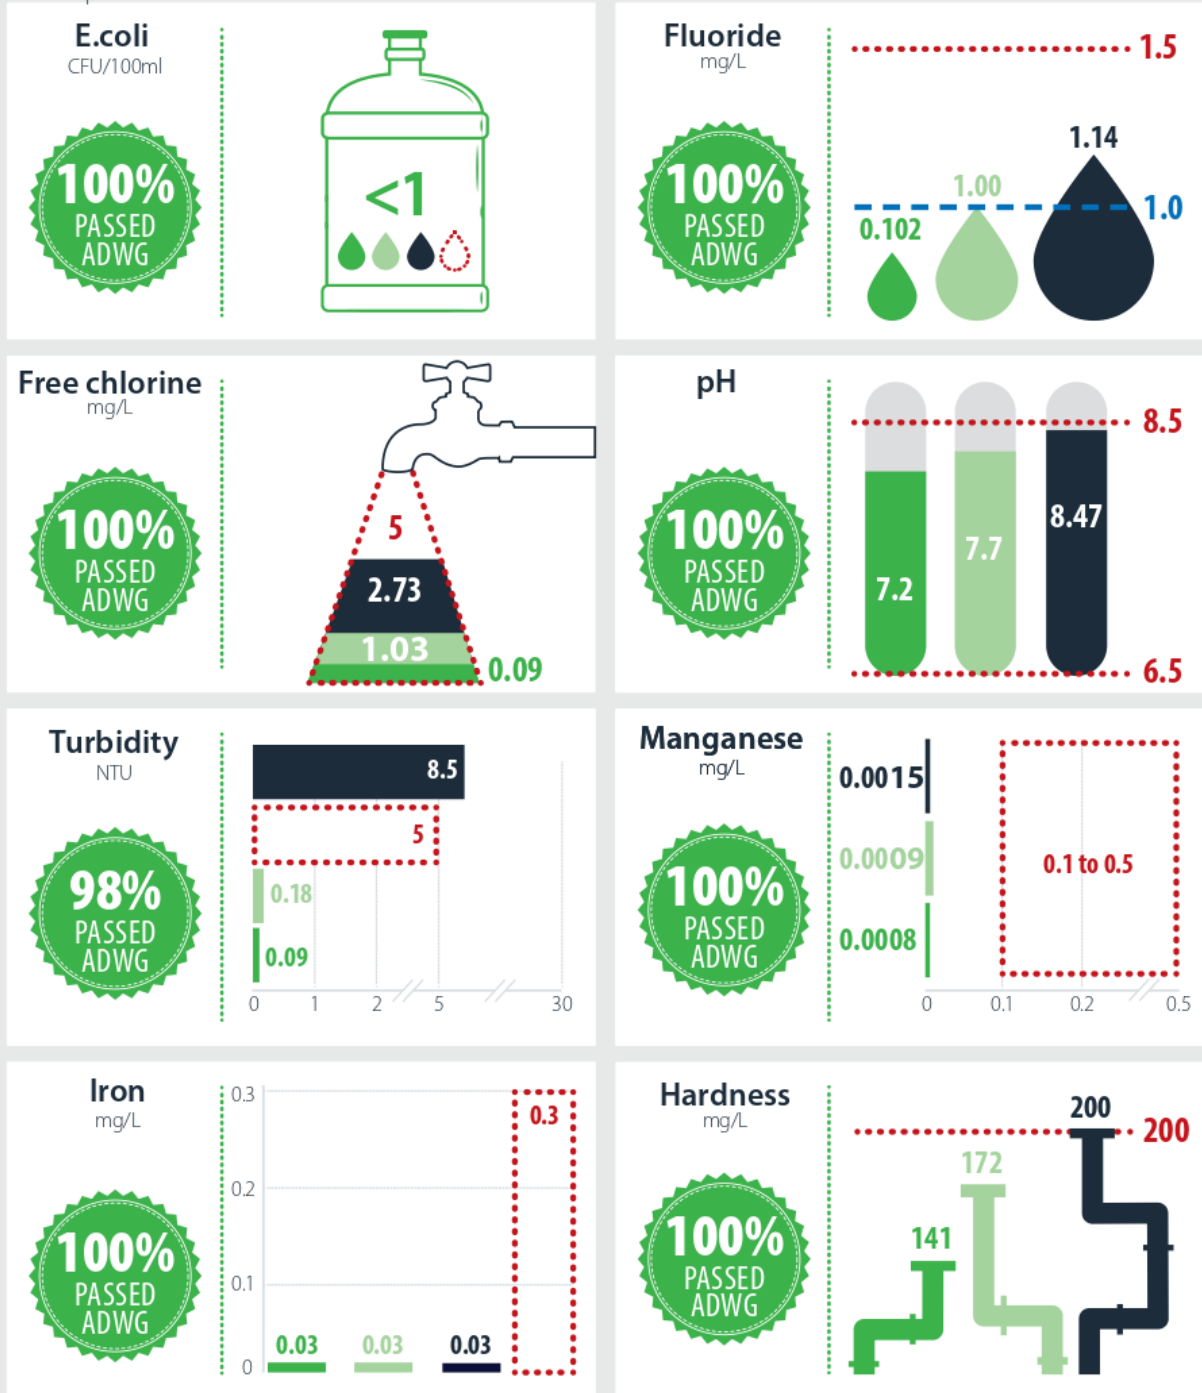 E.coli
CFU/100ml
100%
PASSED
ADWG
<1
Fluoride
mg/L
100%
PASSED
ADWG
1.5
1.14
1.00
1.0
0.102
Free chlorine
mg/L
100%
PASSED
ADWG
5
2.73
1.03
0.09
pH
100%
PASSED
ADWG
8.5
8.47
7.7
7.2
6.5
Turbidity
NTU
98%
PASSED
ADWG
8.5
5
0.18
0.09
0 1 2 5 30
Manganese
mg/L
100%
PASSED
ADWG
0.0015
0.0009
0.1 to 0.5
0.0008
0 0.1 0.2 0.5
Iron
mg/L
100%
PASSED
ADWG
0.3
0.3
0.2
0.1
0.03 0.03 0.03
0
Hardness
mg/L
100%
PASSED
ADWG
200
200
172
141